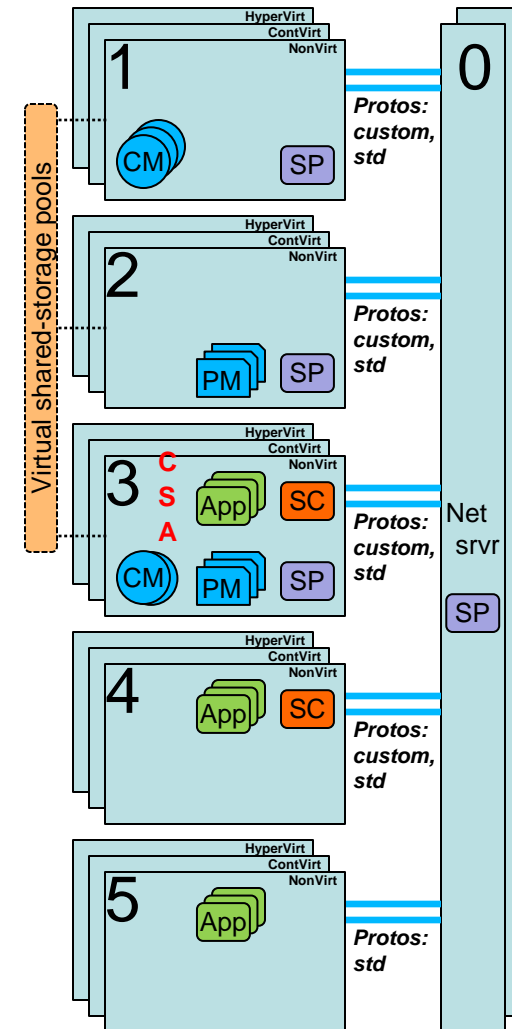 HyperVirt
ContVirt
NonVirt
1
CM
SP
Protos:
custom,
std
0
Virtual shared-storage pools
HyperVirt
ContVirt
NonVirt
2
PM
SP
Protos:
custom,
std
HyperVirt
ContVirt
NonVirt
3
C
S
A
App
SC
CM
PM
SP
Protos:
custom,
std
Net
srvr
SP
HyperVirt
ContVirt
NonVirt
4
App
SC
Protos:
custom,
std
HyperVirt
ContVirt
NonVirt
5
App
Protos:
std